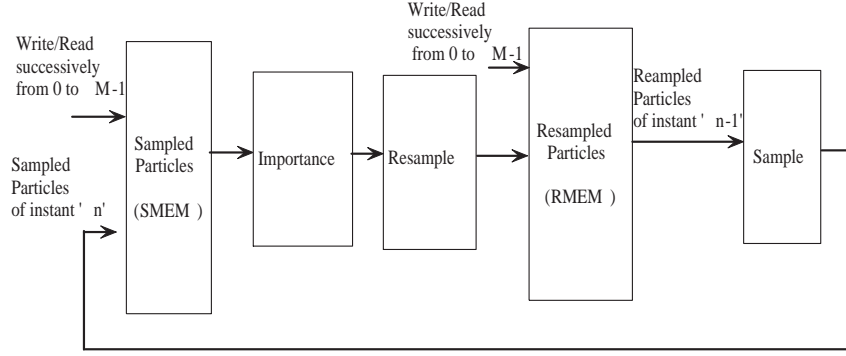 Write/Read
successively
from 0 to M-1
Sampled
Particles
of instant ' n'
Sampled
Particles
(SMEM )
Importance
Resample
Write/Read
successively
from 0 to M-1
Resampled
Particles
(RMEM )
Reampled
Particles
of instant ' n-1'
Sample